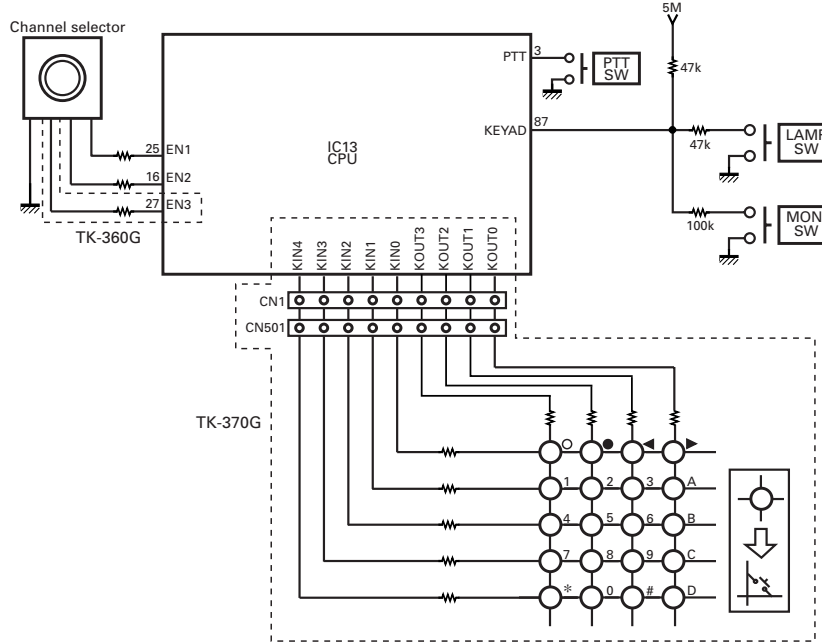 5M
Channel selector
PTT 3
PTT
SW
47k
KEYAD 87
IC13
CPU
25 EN1
16 EN2
27 EN3
47k
LAMP
SW
100k
MONI
SW
TK-360G
KIN4 KIN3 KIN2 KIN1 KIN0 KOUT3 KOUT2 KOUT1 KOUT0
CN1
CN501
TK-370G
1 2 3 A
4 5 6 B
7 8 9 C
* 0 # D